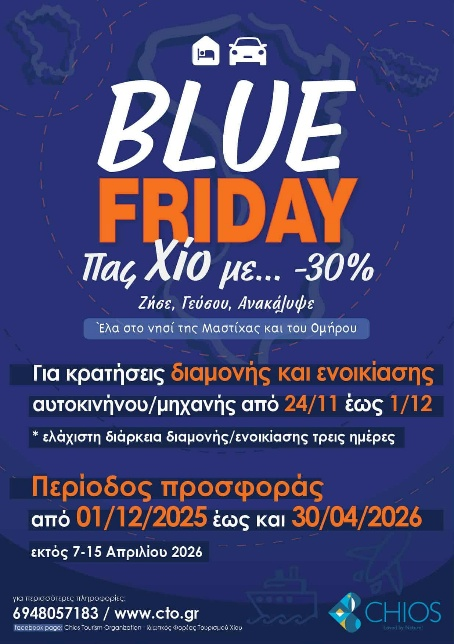 BLUE
FRIDAY
Πας Χίο με... -30%
Ζήσε, Γεύσου, Ανακάλυψε
Έλα στο νησί της Μαστίχας και του Ομήρου
Για κρατήσεις διαμονής και ενοικίασης
αυτοκινήνου/μηχανής από 24/11 έως 1/12
* ελάχιστη διάρκεια διαμονής/ενοικίασης τρεις ημέρες
Περίοδος προσφοράς
από 01/12/2025 έως και 30/04/2026
εκτός 7-15 Απριλίου 2026
για περισσότερες πληροφορίες:
6948057183 / www.cto.gr
facebook page: Chios Tourism Organization - Χιώτικος Φορέας Τουρισμού Χίου
CHIOS